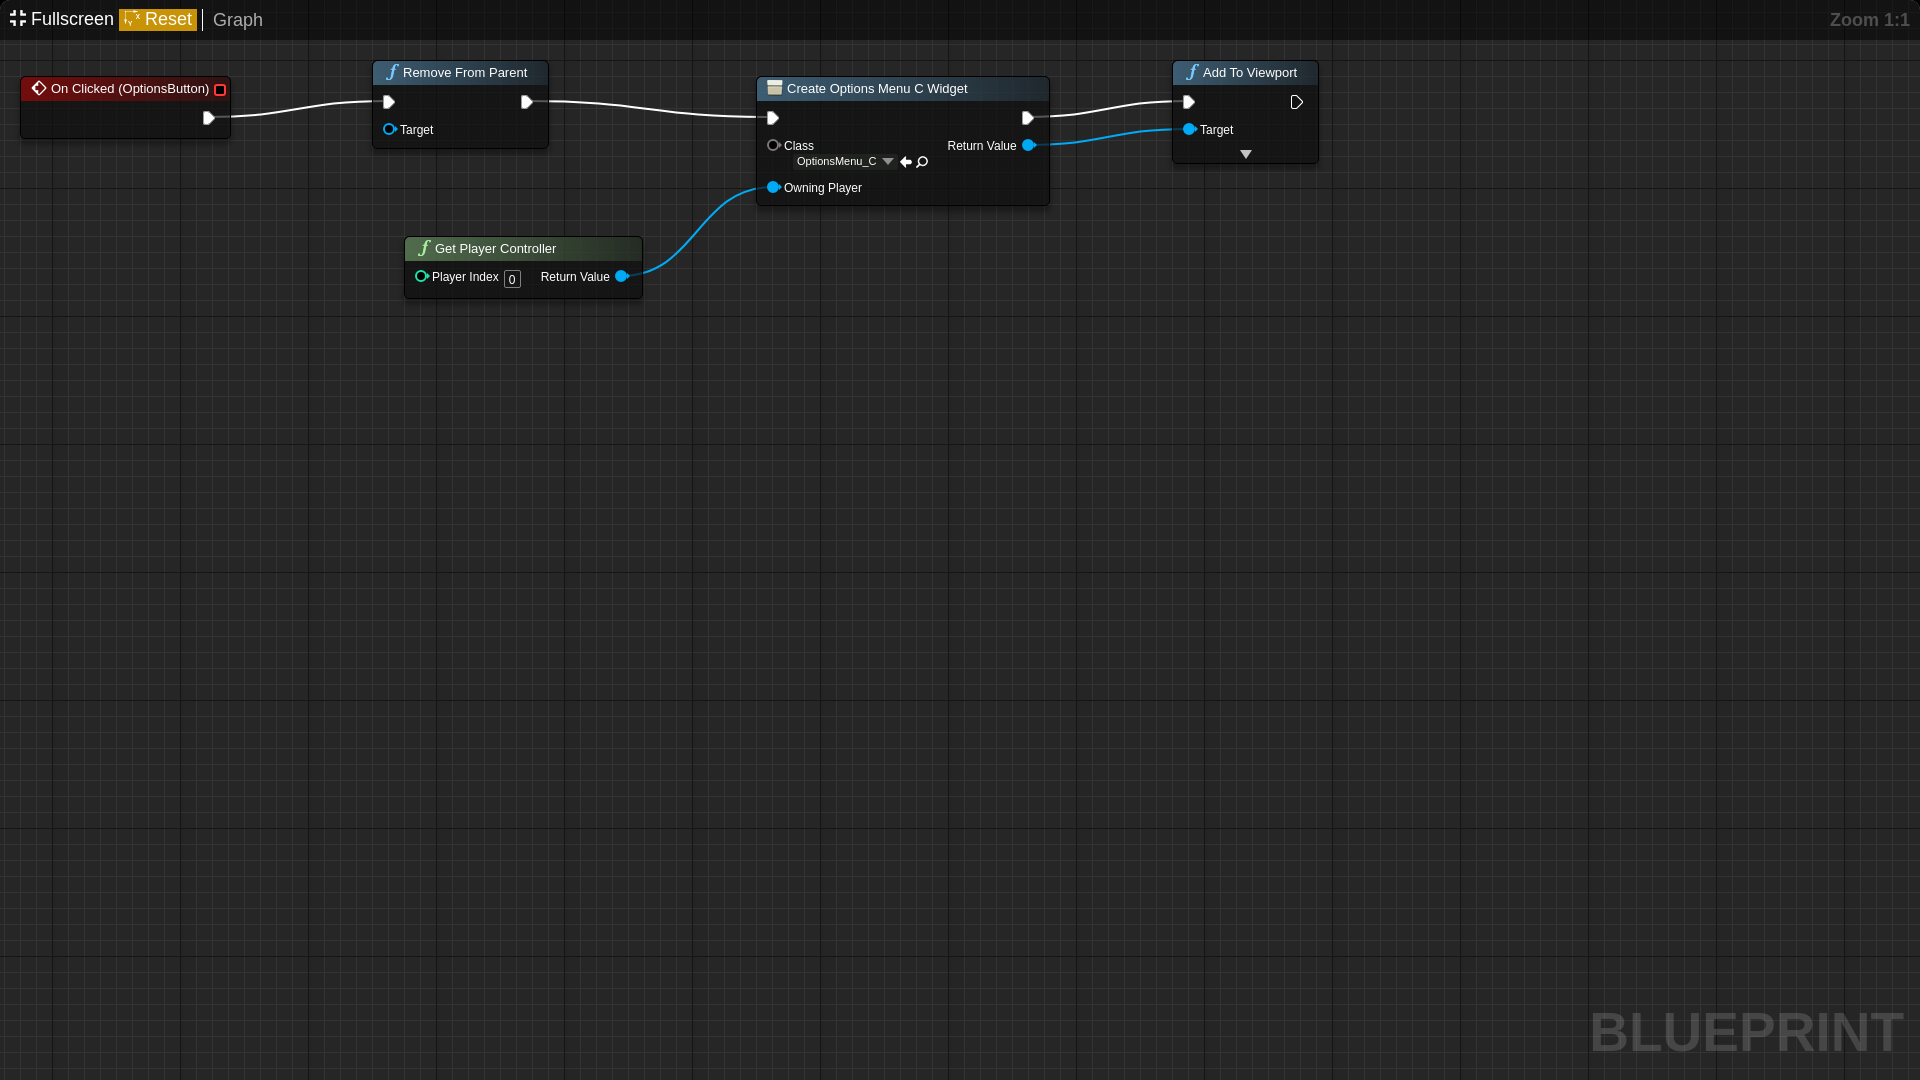 Fullscreen Reset Graph
Zoom 1:1
On Clicked (OptionsButton)
Remove From Parent
Target
Create Options Menu C Widget
Class
OptionsMenu_C
Return Value
Owning Player
Add To Viewport
Target
Get Player Controller
Player Index 0 Return Value
BLUEPRINT